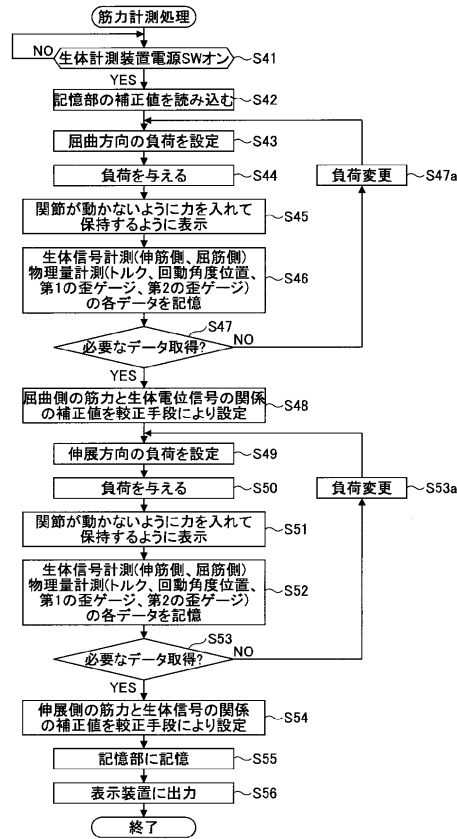 筋力計測処理
NO
生体計測装置電源SWオン
S41
YES
記憶部の補正値を読み込む
S42
屈曲方向の負荷を設定
S43
負荷を与える
S44
負荷変更
S47a
関節が動かないように力を入れて
保持するように表示
S45
生体信号計測(伸筋側、屈筋側)
物理量計測(トルク、回動角度位置、
第1の歪ゲージ、第2の歪ゲージ)
の各データを記憶
S46
S47
必要なデータ取得?
NO
YES
屈曲側の筋力と生体電位信号の関係
の補正値を較正手段により設定
S48
伸展方向の負荷を設定
S49
負荷を与える
S50
負荷変更
S53a
関節が動かないように力を入れて
保持するように表示
S51
生体信号計測(伸筋側、屈筋側)
物理量計測(トルク、回動角度位置、
第1の歪ゲージ、第2の歪ゲージ)
の各データを記憶
S52
S53
必要なデータ取得?
NO
YES
伸展側の筋力と生体信号の関係
の補正値を較正手段により設定
S54
記憶部に記憶
S55
表示装置に出力
S56
終了